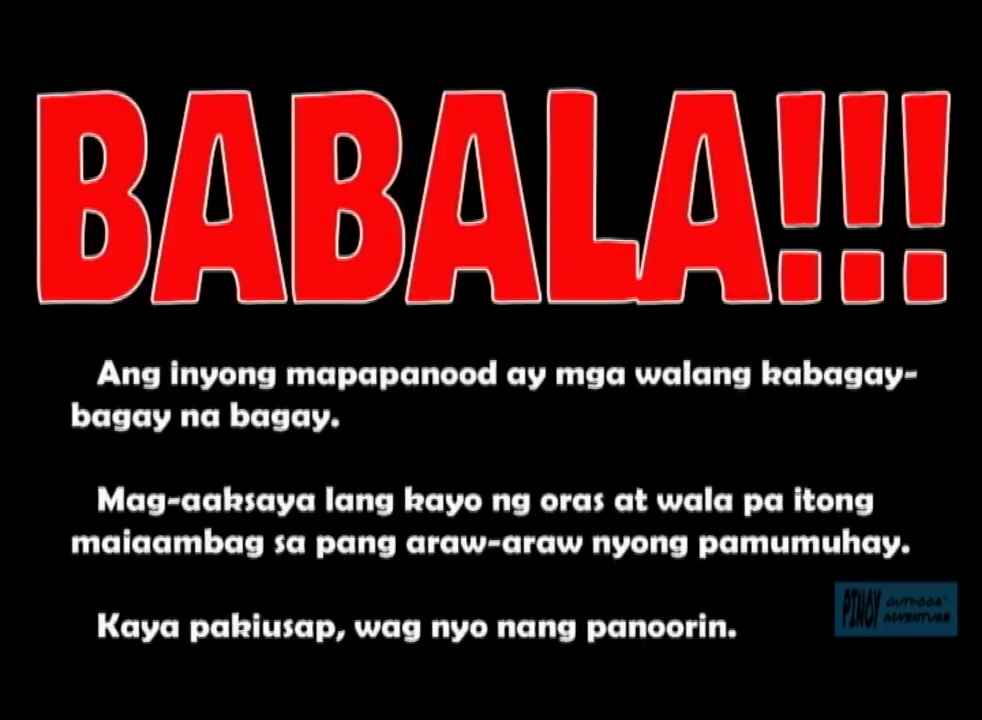 BABALA!!!
Ang inyong mapapanood ay mga walang kabagay-
bagay na bagay.
Mag-aaksaya lang kayo ng oras at wala pa itong
maiaambag sa pang araw-araw nyong pamumuhay.
Kaya pakiusap, wag nyo nang panoorin.
PINOY OUTDOOR
ADVENTURE